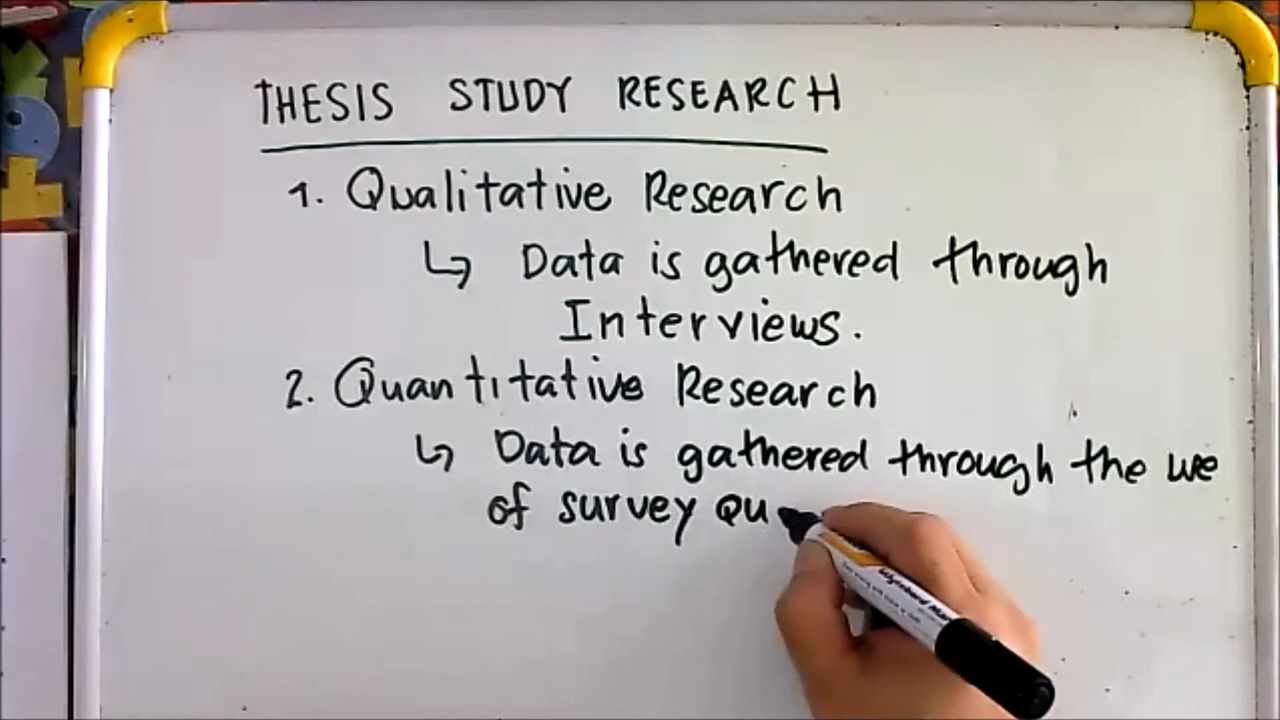 THESIS STUDY RESEARCH
1. Qualitative Research
↳ Data is gathered through
Interviews.
2. Quantitative Research
↳ Data is gathered through the use
of survey Qu